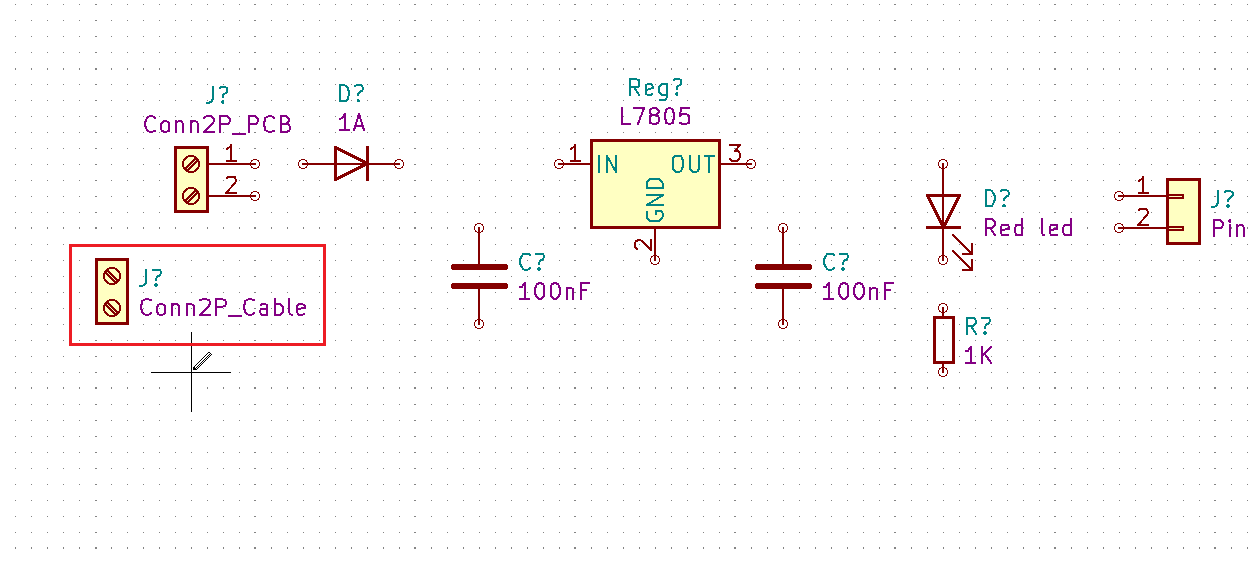 J?
Conn2P_PCB
1
2
D?
1A
Reg?
L7805
1
IN
OUT
3
GND
2
J?
Conn2P_Cable
C?
100nF
C?
100nF
D?
Red led
R?
1K
1
2
J?
Pin